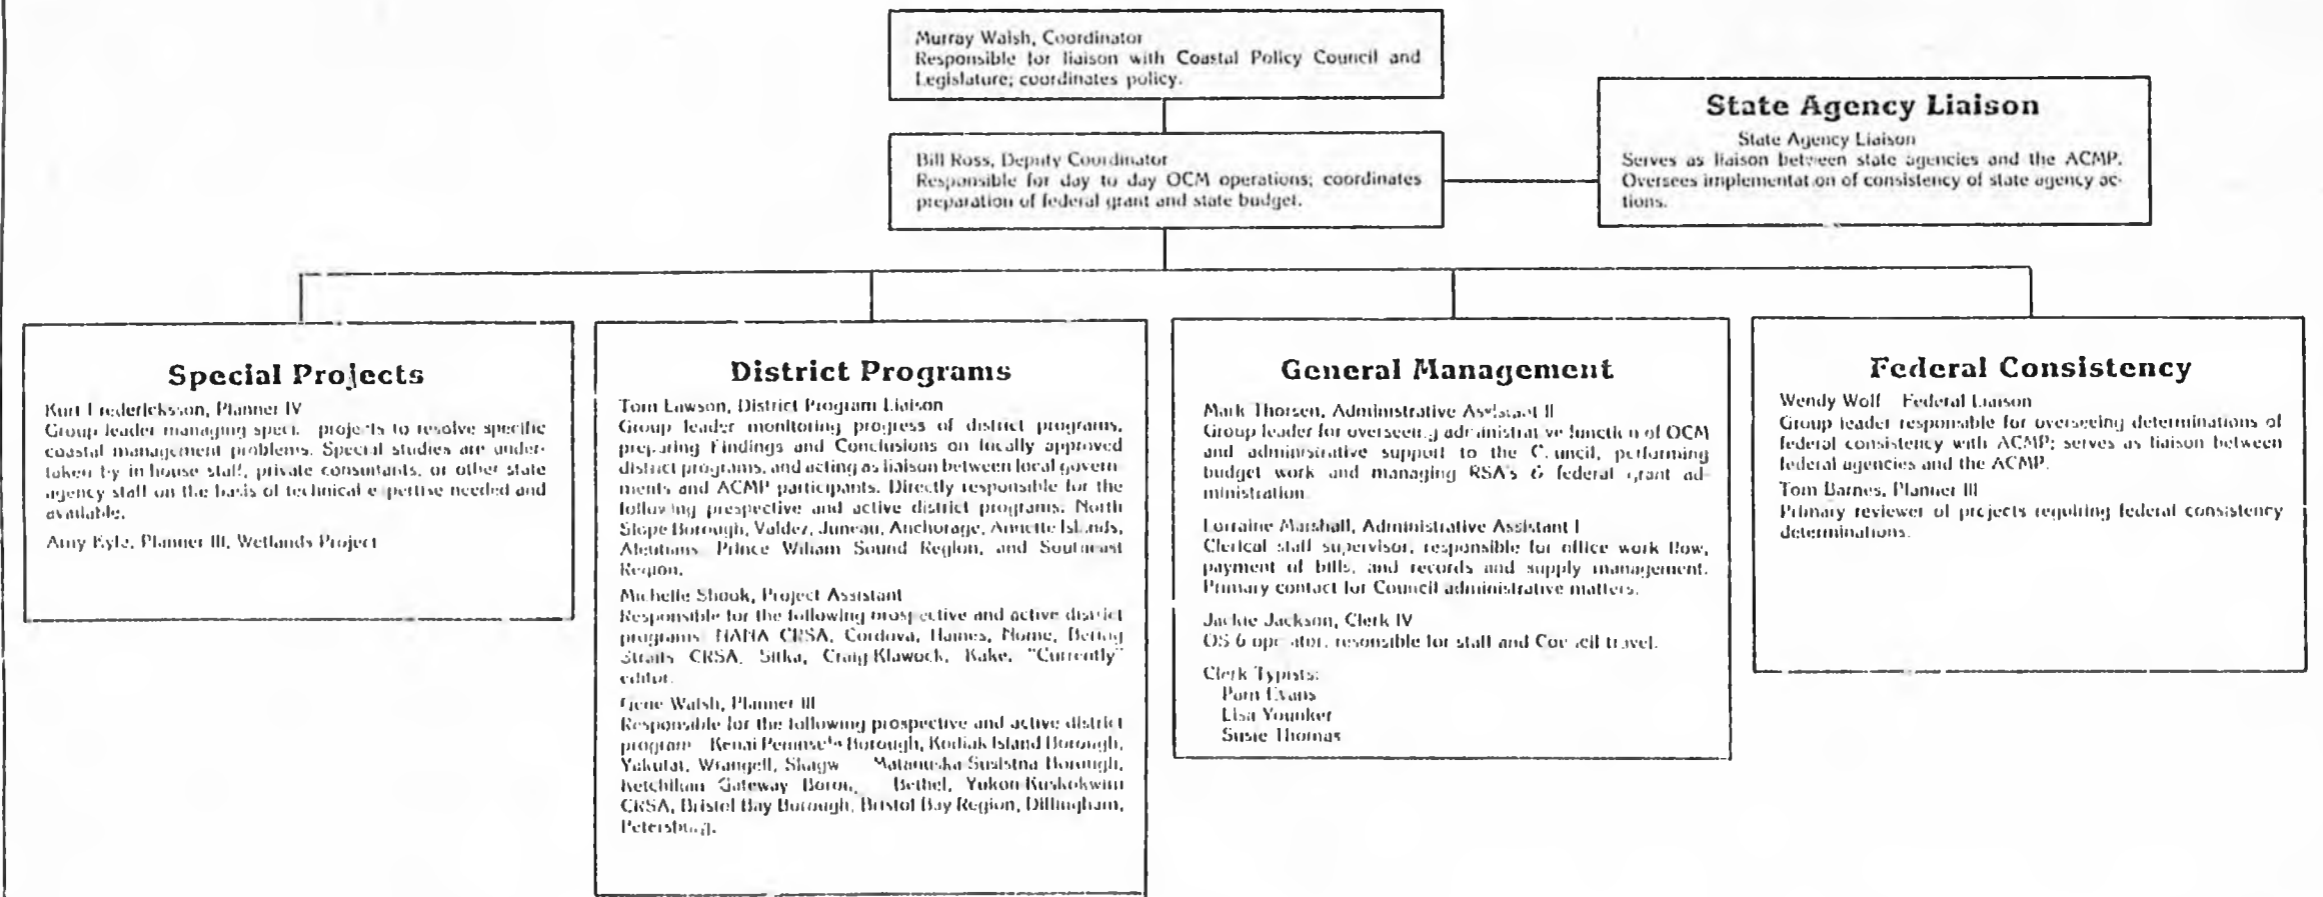 Murray Walsh, Coordinator
Responsible for liaison with Coastal Policy Council and
Legislature; coordinates policy.
Bill Ross, Deputy Coordinator
Responsible for day to day OCM operations; coordinates
preparation of federal grant and state budget.
State Agency Liaison
State Agency Liaison
Serves as liaison between state agencies and the ACMP.
Oversees implementation of consistency of state agency ac-
tions.
Special Projects
Kurt Fredericksson, Planner IV
Group leader managing projects to resolve specific
coastal management problems. Special studies are under-
taken by in house staff, private consultants, or other state
agency staff on the basis of technical expertise needed and
available.
Amy Kyle, Planner III, Wetlands Project
District Programs
Tom Lawson, District Program Liaison
Group leader monitoring progress of district programs,
preparing Findings and Conclusions on locally approved
district programs, and acting as liaison between local govern-
ments and ACMP participants. Directly responsible for the
following prespective and active district programs. North
Slope Borough, Valdez, Juneau, Anchorage, Annette Islands,
Aleutians Prince Wiliam Sound Region, and Southeast
Region.
Michelle Shook, Project Assistant
Responsible for the following prospective and active district
programs NANA CRSA, Cordova, Haines, Nome, Bering
Straits CRSA, Sitka, Craig-Klawock, Kake, "Currently"
editor.
Gene Walsh, Planner III
Responsible for the following prospective and active district
program Kenai Peninsula Borough, Kodiak Island Borough,
Yakutat, Wrangell, Matanuska Susistna Borough,
Ketchikan Gateway Bethel, Yukon-Kuskokwim
CRSA, Bristol Bay Borough, Bristol Bay Region, Dillingham,
Petersburg.
General Management
Mark Thorsen, Administrative Assistant II
Group leader for overseeing administrative function of OCM
and administrative support to the Council, performing
budget work and managing RSA's & federal grant ad-
ministration.
Lorraine Marshall, Administrative Assistant I
Clerical staff supervisor, responsible for office work flow,
payment of bills, and records and supply management.
Primary contact for Council administrative matters.
Jackie Jackson, Clerk IV
OS 6 operator, resonsible for staff and Council travel.
Clerk Typists:
Pam Evans
Lisa Younker
Susie Thomas
Federal Consistency
Wendy Wolf Federal Liaison
Group leader responsible for overseeing determinations of
federal consistency with ACMP; serves as liaison between
federal agencies and the ACMP.
Tom Barnes, Planner III
Primary reviewer of projects requiring federal consistency
determinations.